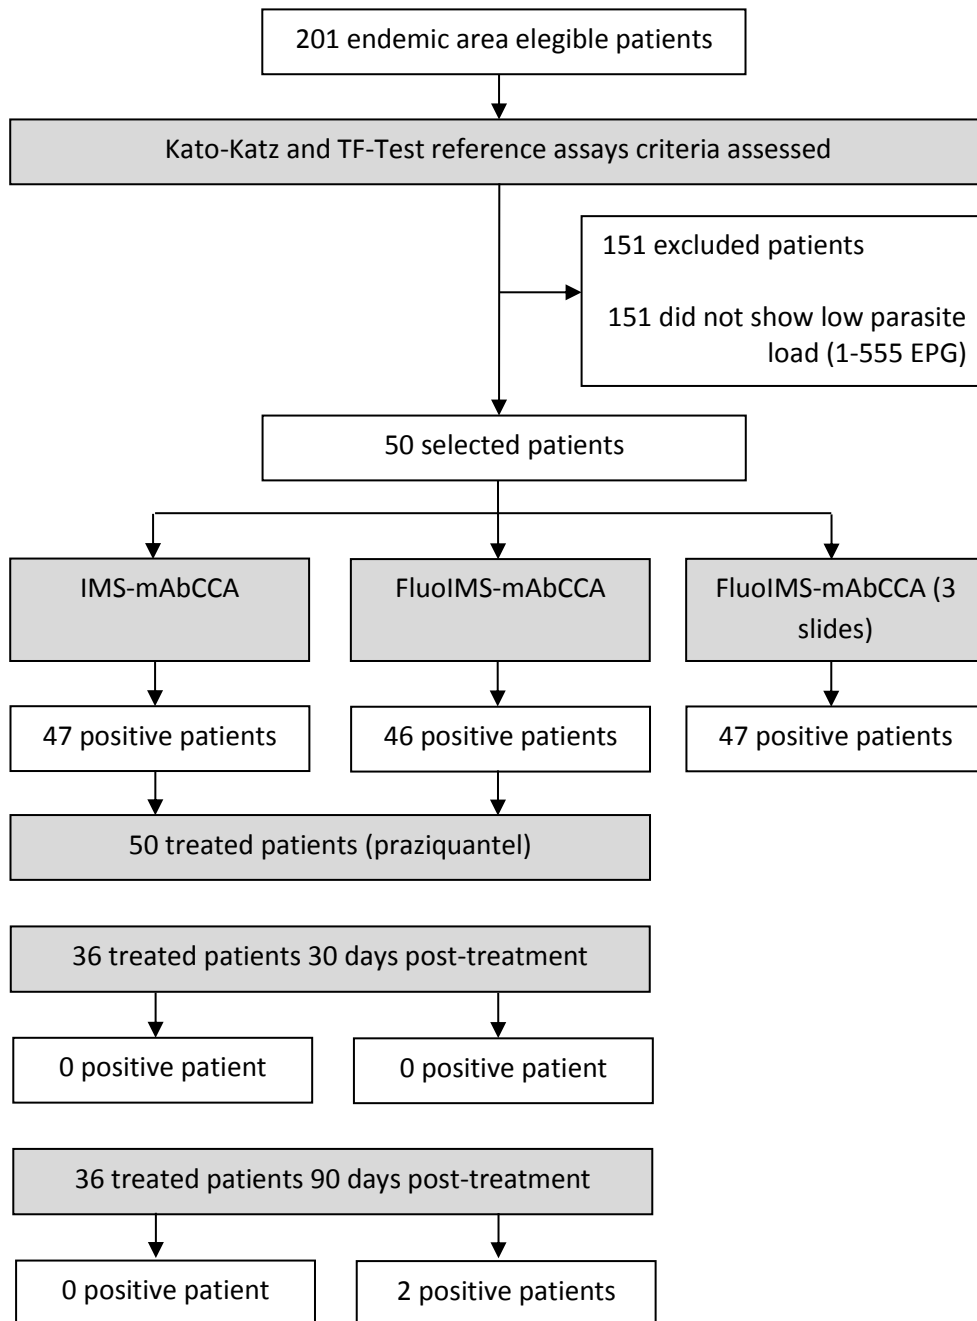 201 endemic area elegible patients
Kato-Katz and TF-Test reference assays criteria assessed
151 excluded patients
151 did not show low parasite
load (1-555 EPG)
50 selected patients
IMS-mAbCCA
FluoIMS-mAbCCA
FluoIMS-mAbCCA (3
slides)
47 positive patients
46 positive patients
47 positive patients
50 treated patients (praziquantel)
36 treated patients 30 days post-treatment
0 positive patient
0 positive patient
36 treated patients 90 days post-treatment
0 positive patient
2 positive patients